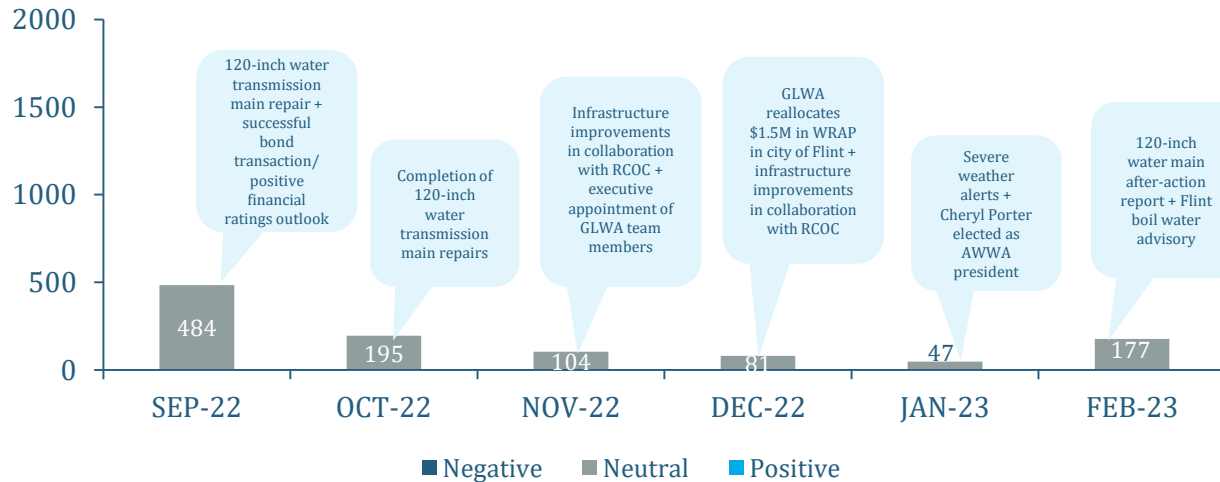 2000
1500
1000
500
0
120-inch water
transmission
main repair +
successful
bond
transaction/
positive
financial
ratings outlook
Completion of
120-inch
water
transmission
main repairs
Infrastructure
improvements
in collaboration
with RCOC +
executive
appointment of
GLWA team
members
GLWA
reallocates
$1.5M in WRAP
in city of Flint +
infrastructure
improvements
in collaboration
with RCOC
Severe
weather
alerts +
Cheryl Porter
elected as
AWWA
president
120-inch
water main
after-action
report + Flint
boil water
advisory
484
195
104
81
47
177
SEP-22
OCT-22
NOV-22
DEC-22
JAN-23
FEB-23
Negative
Neutral
Positive